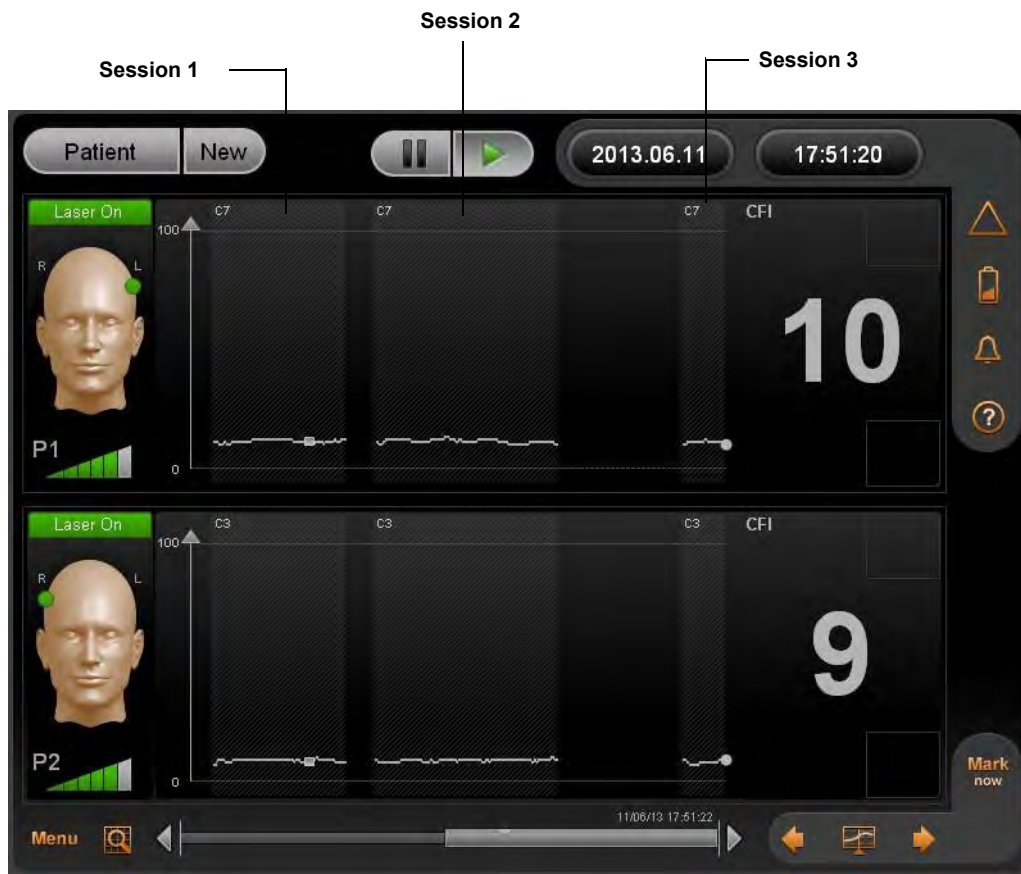 Session 2
Session 1
Session 3
Patient New 2013.06.11 17:51:20
Laser On C7 C7 C7 CFI
100
R L
10
?
P1
0
Laser On C3 C3 C3 CFI
100
R L
9
P2
0
Mark
now
11/06/13 17:51:22
Menu